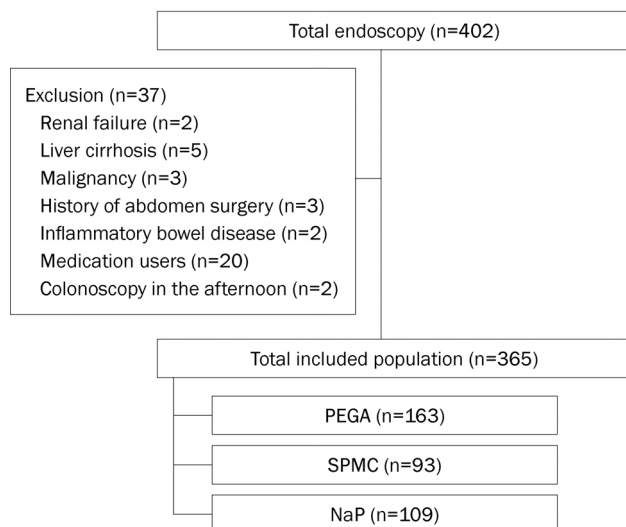 Total endoscopy (n=402)
Exclusion (n=37)
Renal failure (n=2)
Liver cirrhosis (n=5)
Malignancy (n=3)
History of abdomen surgery (n=3)
Inflammatory bowel disease (n=2)
Medication users (n=20)
Colonoscopy in the afternoon (n=2)
Total included population (n=365)
PEGA (n=163)
SPMC (n=93)
NaP (n=109)